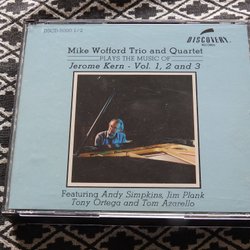 DSCD-5000 1/2
DISCOVERY
RECORDS
Mike Wofford Trio and Quartet
PLAYS THE MUSIC OF
Jerome Kern - Vol. 1, 2 and 3
Featuring Andy Simpkins, Jim Plank
Tony Ortega and Tom Azarello